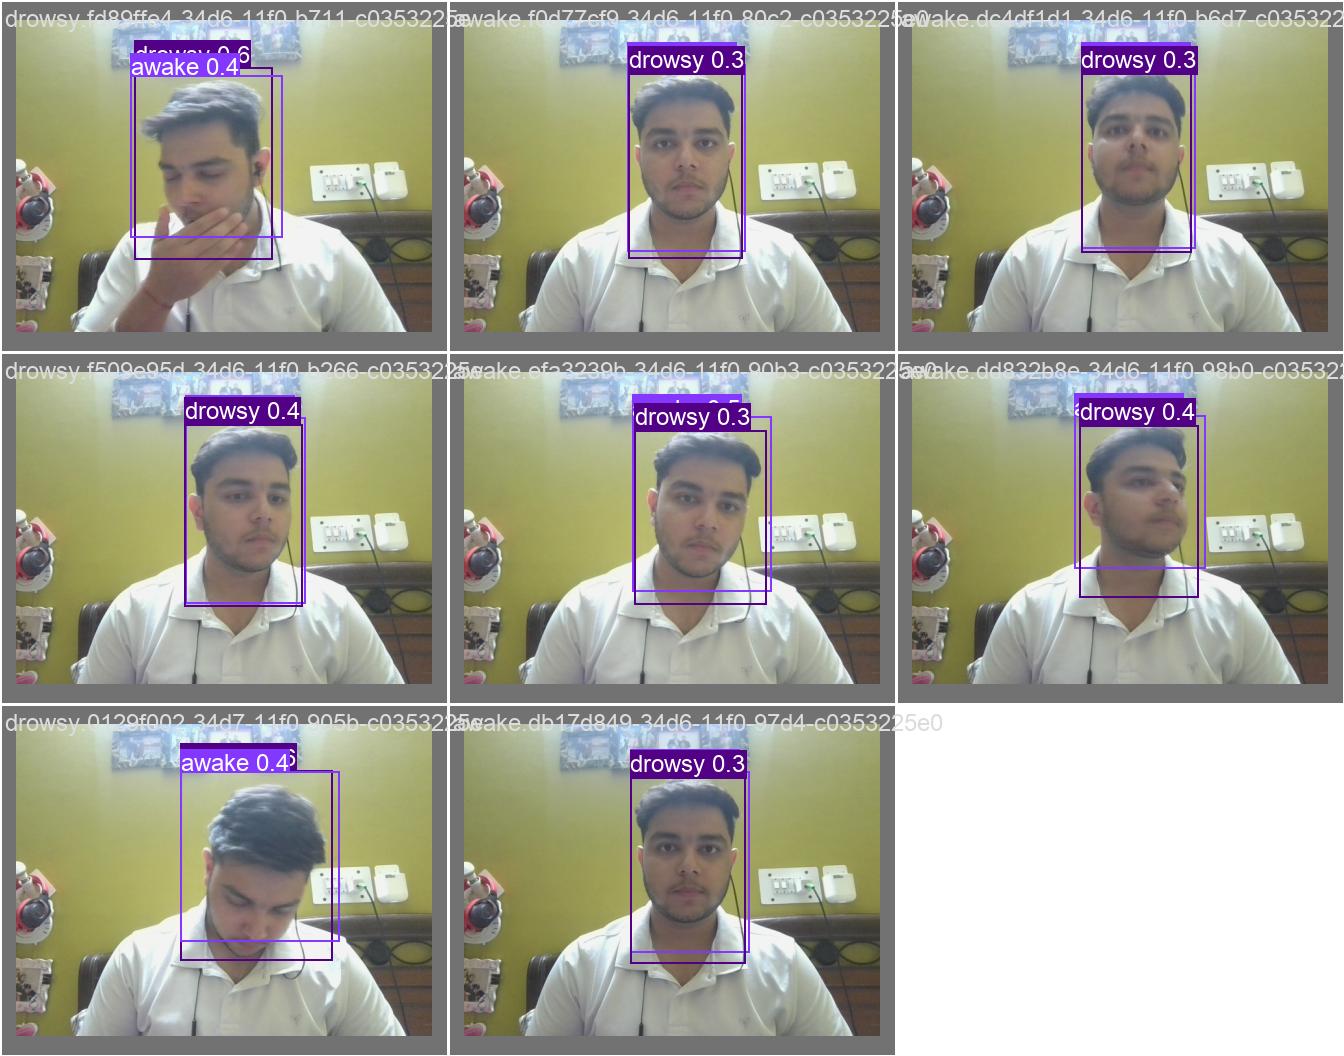 drowsy.fd89ffe4-34d6-11f0-b711-c0353225e
awake.f0d77cf9-34d6-11f0-80c2-c0353225e0
awake.dc4df1d1-34d6-11f0-b6d7-c035322
drowsy 0.6
awake 0.4
drowsy 0.3
drowsy 0.3
drowsy.f509e95d-34d6-11f0-b266-c0353225e
awake.efa3239b-34d6-11f0-90b3-c0353225e0
awake.dd832b8e-34d6-11f0-98b0-c035322
drowsy 0.4
drowsy 0.3
drowsy 0.4
drowsy.0129f002-34d7-11f0-905b-c0353225e
awake.db17d849-34d6-11f0-97d4-c0353225e0
awake 0.4
drowsy 0.3